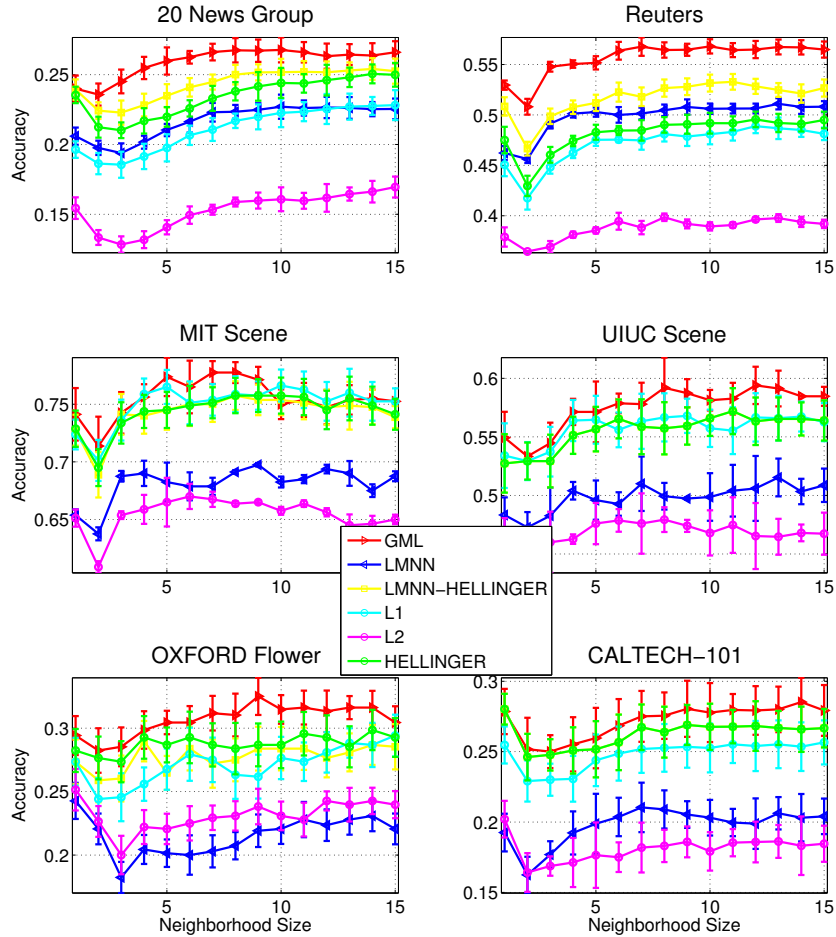 20 News Group
Reuters
Accuracy
0.25
0.2
0.15
5
10
15
0.55
0.5
0.45
0.4
5
10
15
MIT Scene
UIUC Scene
Accuracy
0.75
0.7
0.65
5
10
15
0.6
0.55
0.5
5
10
15
GML
LMNN
LMNN-HELLINGER
L1
L2
HELLINGER
OXFORD Flower
CALTECH-101
Accuracy
0.3
0.25
0.2
5
10
15
Neighborhood Size
0.3
0.25
0.2
0.15
5
10
15
Neighborhood Size